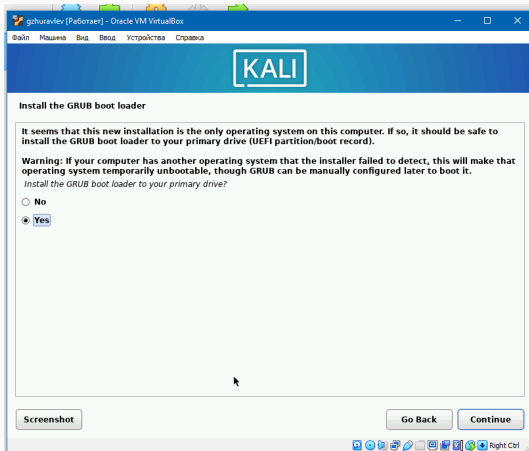 gzhuravlev [Работает] - Oracle VM VirtualBox
Файл Машина Вид Ввод Устройства Справка
KALI
Install the GRUB boot loader
It seems that this new installation is the only operating system on this computer. If so, it should be safe to
install the GRUB boot loader to your primary drive (UEFI partition/boot record).
Warning: If your computer has another operating system that the installer failed to detect, this will make that
operating system temporarily unbootable, though GRUB can be manually configured later to boot it.
Install the GRUB boot loader to your primary drive?
No
Yes
Screenshot Go Back Continue
Right Ctrl